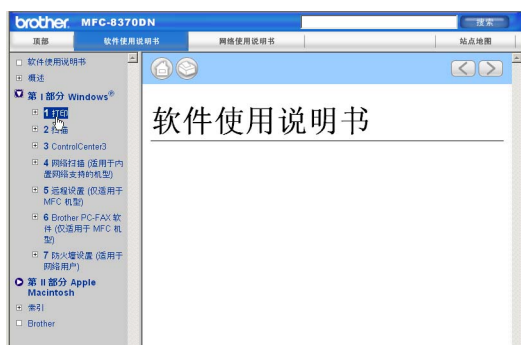 brother. MFC-8370DN
搜索
顶部 软件使用说明书 网络使用说明书 站点地图
软件使用说明书
概述
第 I 部分 Windows®
1 打印
2 扫描
3 ControlCenter3
4 网络扫描 (适用于内
置网络支持的机型)
5 远程设置 (仅适用于
MFC 机型)
6 Brother PC-FAX 软
件 (仅适用于 MFC 机
型)
7 防火墙设置 (适用于
网络用户)
第 II 部分 Apple
Macintosh
索引
Brother
软件使用说明书